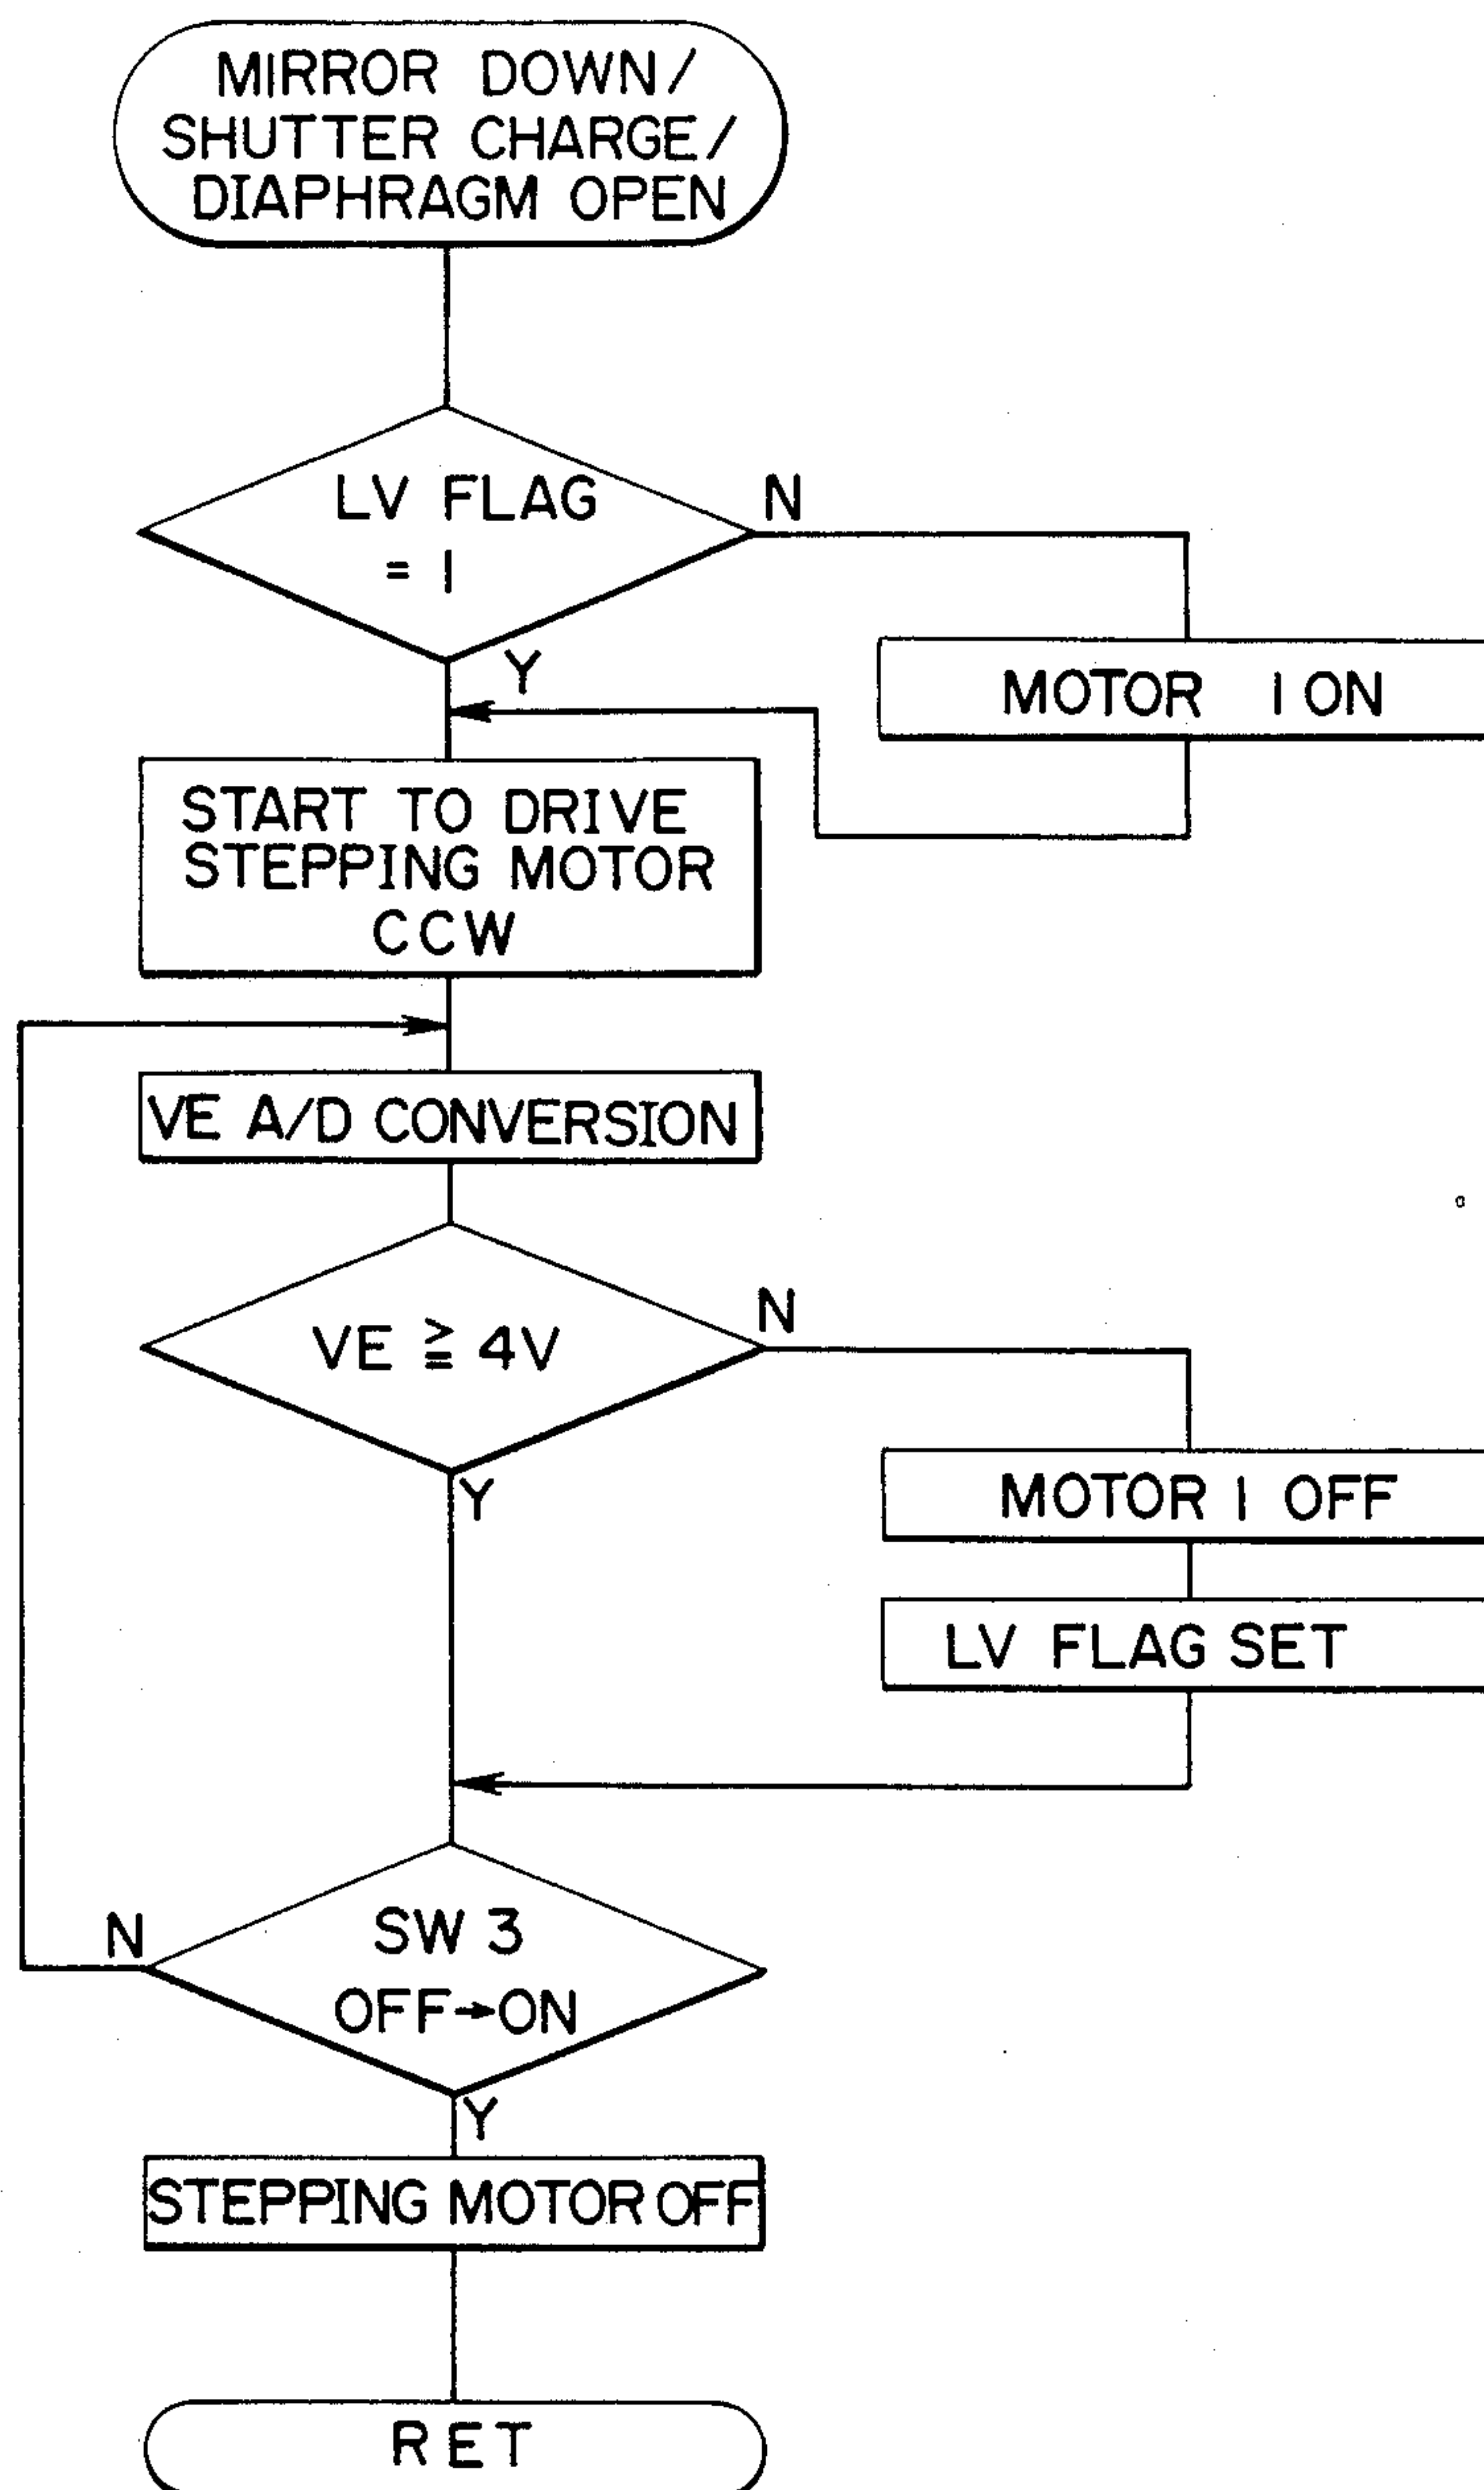 MIRROR DOWN/
SHUTTER CHARGE/
DIAPHRAGM OPEN
LV FLAG
= 1
N
Y
MOTOR 1 ON
START TO DRIVE
STEPPING MOTOR
CCW
VE A/D CONVERSION
VE ≧ 4V
N
Y
MOTOR 1 OFF
LV FLAG SET
SW 3
OFF→ON
N
Y
STEPPING MOTOR OFF
RET